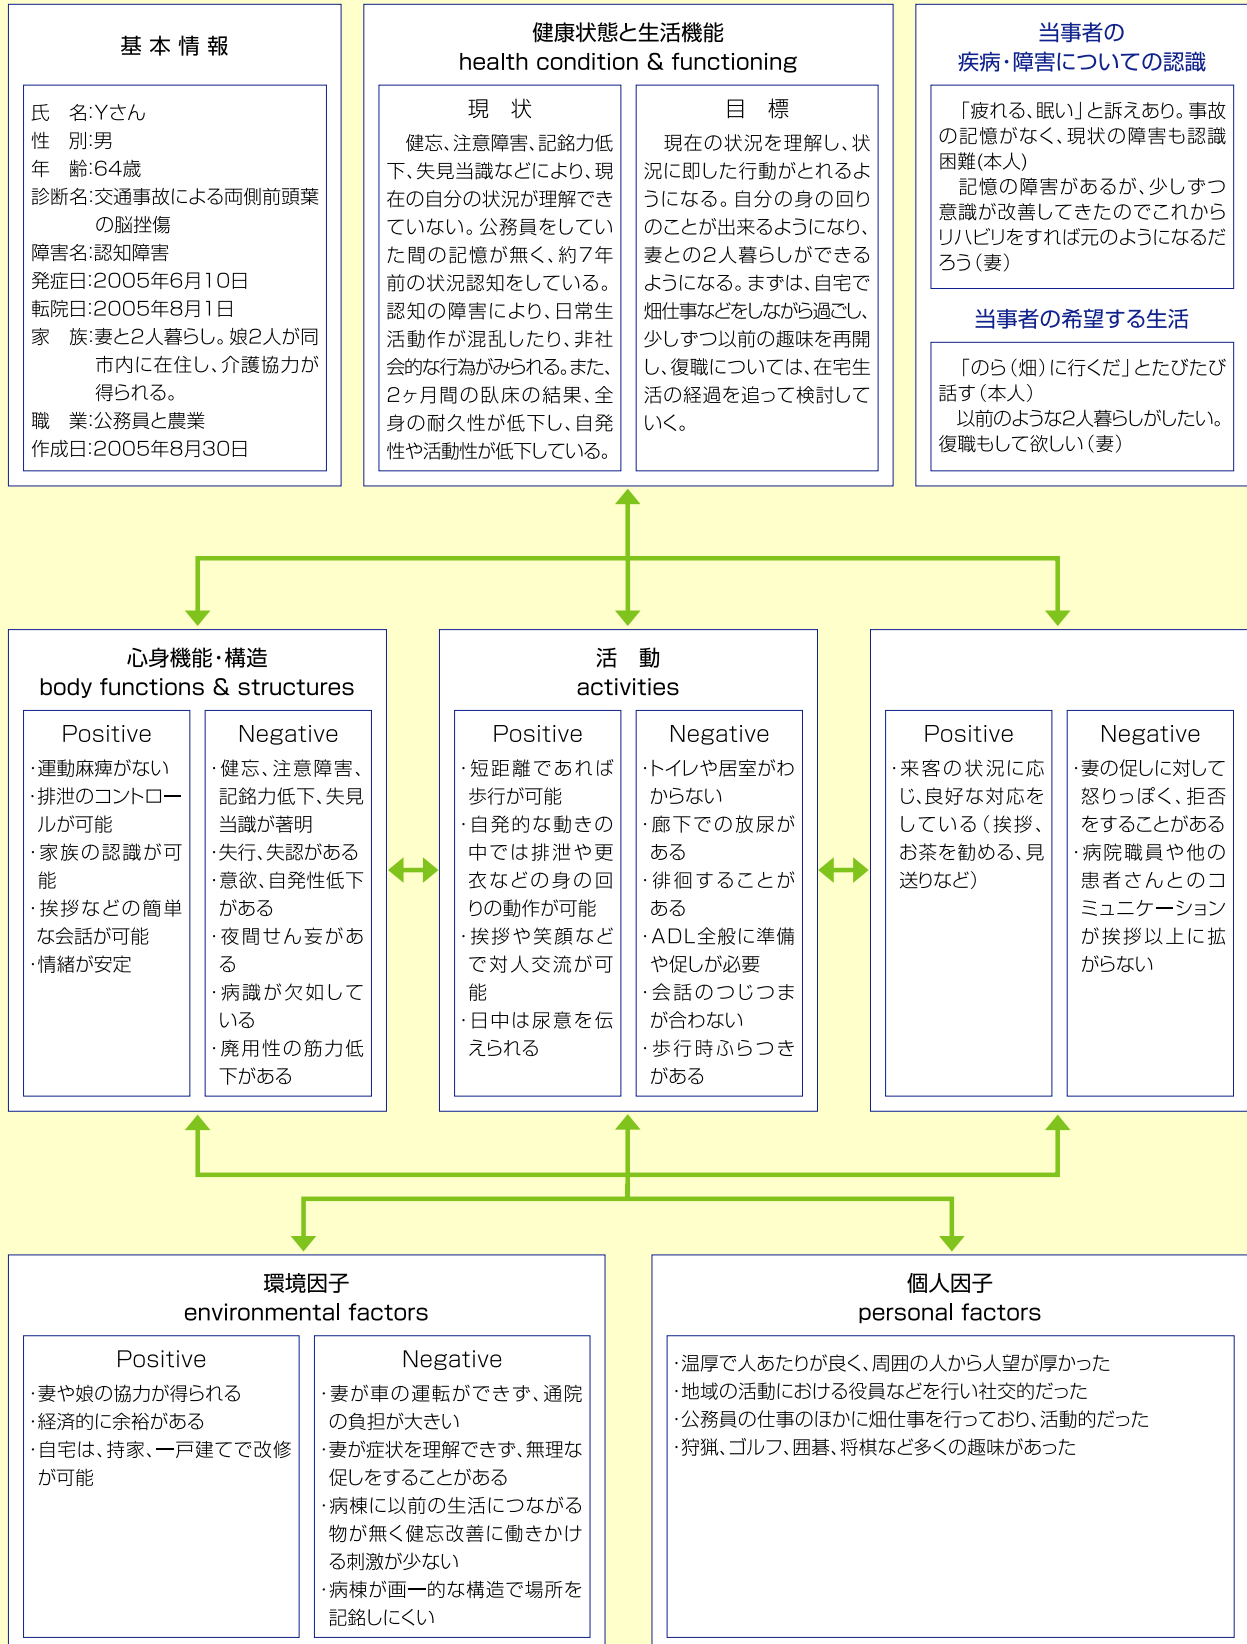 基本情報
氏　名:Yさん
性　別:男
年　齢:64歳
診断名:交通事故による両側前頭葉
の脳挫傷
障害名:認知障害
発症日:2005年6月10日
転院日:2005年8月1日
家　族:妻と2人暮らし。娘2人が同
市内に在住し、介護協力が
得られる。
職　業:公務員と農業
作成日:2005年8月30日
健康状態と生活機能
health condition & functioning
現　状
健忘、注意障害、記銘力低
下、失見当識などにより、現
在の自分の状況が理解でき
ていない。公務員をしてい
た間の記憶が無く、約7年
前の状況認知をしている。
認知の障害により、日常生
活動作が混乱したり、非社
会的な行為がみられる。また、
2ヶ月間の臥床の結果、全
身の耐久性が低下し、自発
性や活動性が低下している。
目　標
現在の状況を理解し、状
況に即した行動がとれるよ
うになる。自分の身の回り
のことが出来るようになり、
妻との2人暮らしができる
ようになる。まずは、自宅で
畑仕事などをしながら過ごし、
少しずつ以前の趣味を再開
し、復職については、在宅生
活の経過を追って検討して
いく。
当事者の
疾病・障害についての認識
「疲れる、眠い」と訴えあり。事故
の記憶がなく、現状の障害も認識
困難(本人)
記憶の障害があるが、少しずつ
意識が改善してきたのでこれから
リハビリをすれば元のようになるだ
ろう(妻)
当事者の希望する生活
「のら(畑)に行くだ」とたびたび
話す(本人)
以前のような2人暮らしがしたい。
復職もして欲しい(妻)
心身機能・構造
body functions & structures
Positive
・運動麻痺がない
・排泄のコントロー
ルが可能
・家族の認識が可
能
・挨拶などの簡単
な会話が可能
・情緒が安定
Negative
・健忘、注意障害、
記銘力低下、失見
当識が著明
・失行、失認がある
・意欲、自発性低下
がある
・夜間せん妄があ
る
・病識が欠如して
いる
・廃用性の筋力低
下がある
活　動
activities
Positive
・短距離であれば
歩行が可能
・自発的な動きの
中では排泄や更
衣などの身の回
りの動作が可能
・挨拶や笑顔など
で対人交流が可
能
・日中は尿意を伝
えられる
Negative
・トイレや居室がわ
からない
・廊下での放尿が
ある
・徘徊することが
ある
・ADL全般に準備
や促しが必要
・会話のつじつま
が合わない
・歩行時ふらつき
がある
Positive
・来客の状況に応
じ、良好な対応を
している(挨拶、
お茶を勧める、見
送りなど)
Negative
・妻の促しに対して
怒りっぽく、拒否
をすることがある
・病院職員や他の
患者さんとのコ
ミュニケーション
が挨拶以上に拡
がらない
環境因子
environmental factors
Positive
・妻や娘の協力が得られる
・経済的に余裕がある
・自宅は、持家、一戸建てで改修
が可能
Negative
・妻が車の運転ができず、通院
の負担が大きい
・妻が症状を理解できず、無理な
促しをすることがある
・病棟に以前の生活につながる
物が無く健忘改善に働きかけ
る刺激が少ない
・病棟が画一的な構造で場所を
記銘しにくい
個人因子
personal factors
・温厚で人あたりが良く、周囲の人から人望が厚かった
・地域の活動における役員などを行い社交的だった
・公務員の仕事のほかに畑仕事を行っており、活動的だった
・狩猟、ゴルフ、囲碁、将棋など多くの趣味があった